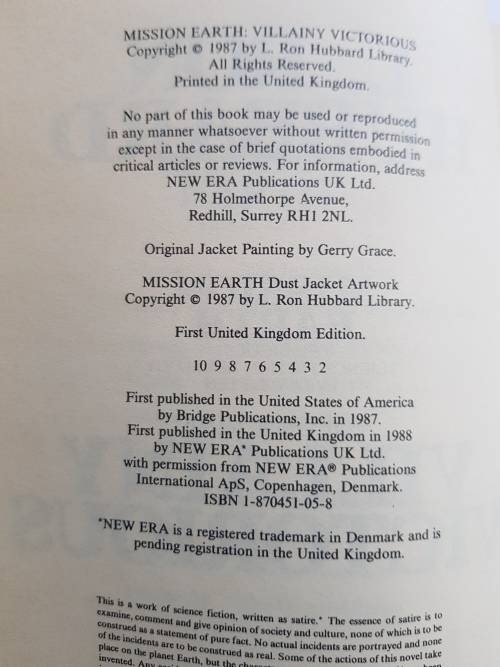 MISSION EARTH: VILLAINY VICTORIOUS
Copyright © 1987 by L. Ron Hubbard Library.
All Rights Reserved.
Printed in the United Kingdom.
No part of this book may be used or reproduced
in any manner whatsoever without written permission
except in the case of brief quotations embodied in
critical articles or reviews. For information, address
NEW ERA Publications UK Ltd.
78 Holmethorpe Avenue,
Redhill, Surrey RH1 2NL.
Original Jacket Painting by Gerry Grace.
MISSION EARTH Dust Jacket Artwork
Copyright © 1987 by L. Ron Hubbard Library.
First United Kingdom Edition.
10 9 8 7 6 5 4 3 2
First published in the United States of America
by Bridge Publications, Inc. in 1987.
First published in the United Kingdom in 1988
by NEW ERA* Publications UK Ltd.
with permission from NEW ERA® Publications
International ApS, Copenhagen, Denmark.
ISBN 1-870451-05-8
*NEW ERA is a registered trademark in Denmark and is
pending registration in the United Kingdom.
This is a work of science fiction, written as satire.* The essence of satire is to
examine, comment and give opinion of society and culture, none of which is to be
construed as a statement of pure fact. No actual incidents are portrayed and none
of the incidents are to be construed as real. Some of the actions of this novel take
place on the planet Earth, but the
invented. Any